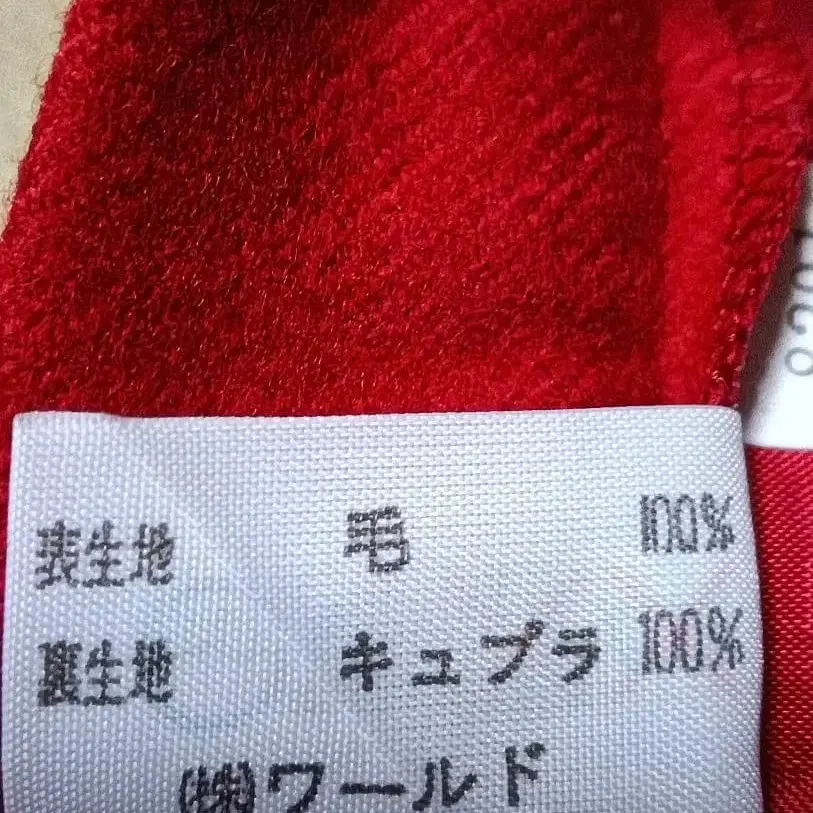 表生地 毛 100%
裏生地 キュプラ 100%
(株)ワールド